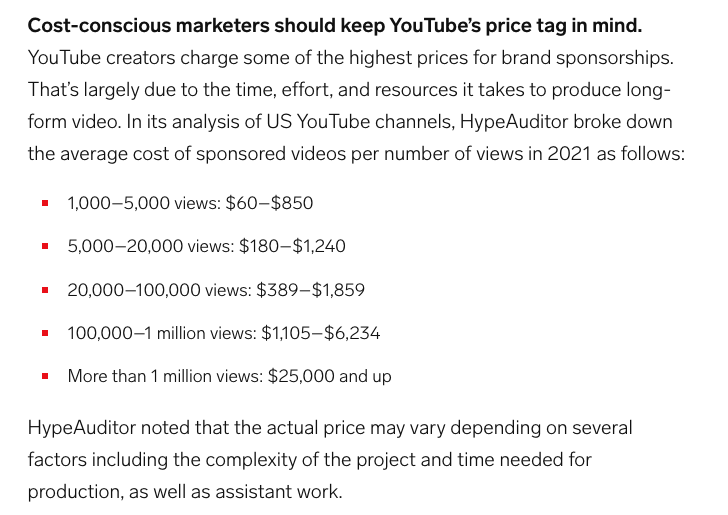 Cost-conscious marketers should keep YouTube’s price tag in mind.
YouTube creators charge some of the highest prices for brand sponsorships.
That’s largely due to the time, effort, and resources it takes to produce long-
form video. In its analysis of US YouTube channels, HypeAuditor broke down
the average cost of sponsored videos per number of views in 2021 as follows:
▪ 1,000–5,000 views: $60–$850
▪ 5,000–20,000 views: $180–$1,240
▪ 20,000–100,000 views: $389–$1,859
▪ 100,000–1 million views: $1,105–$6,234
▪ More than 1 million views: $25,000 and up
HypeAuditor noted that the actual price may vary depending on several
factors including the complexity of the project and time needed for
production, as well as assistant work.